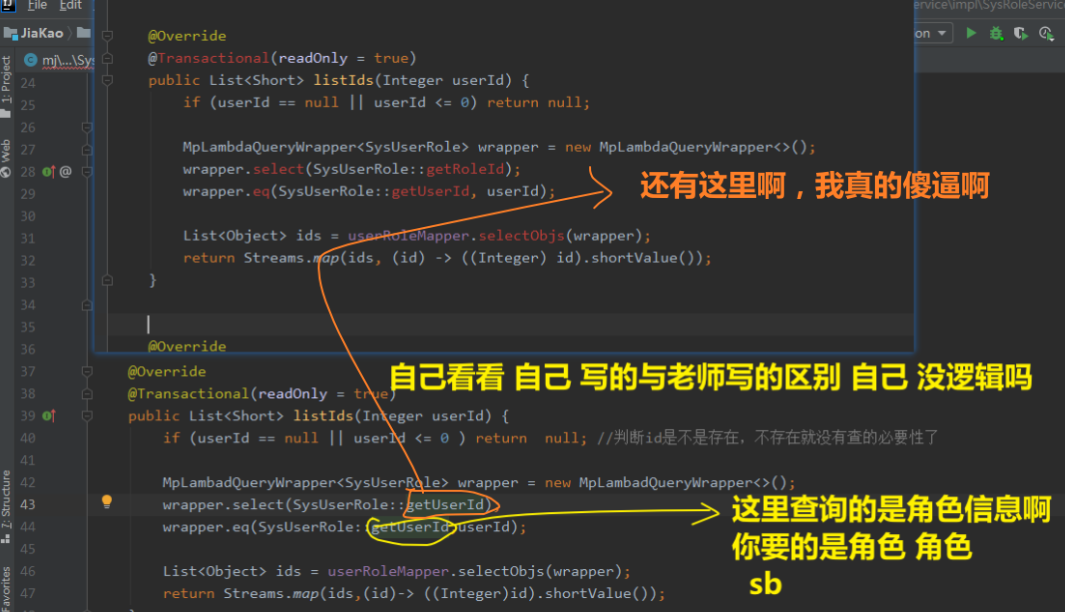 File Edit
ervice\impl\SysRoleService
JiaKao
on
1: Project
mj\...\Sys
@Override
@Transactional(readOnly = true)
24
public List<Short> listIds(Integer userId) {
25
if (userId == null || userId <= 0) return null;
26
Web
27
MpLambdaQueryWrapper<SysUserRole> wrapper = new MpLambdaQueryWrapper<>();
28 @
wrapper.select(SysUserRole::getRoleId);
还有这里啊，我真的傻逼啊
29
wrapper.eq(SysUserRole::getUserId, userId);
30
31
List<Object> ids = userRoleMapper.selectObjs(wrapper);
32
return Streams.map(ids, (id) -> ((Integer) id).shortValue());
33
}
34
35
36
@Override
37
@Override
自己看看 自己 写的与老师写的区别 自己 没逻辑吗
38
@Transactional(readOnly = true)
39
public List<Short> listIds(Integer userId) {
40
if (userId == null || userId <= 0 ) return null; //判断id是不是存在，不存在就没有查的必要性了
41
42
MpLambadQueryWrapper<SysUserRole> wrapper = new MpLambadQueryWrapper<>();
7: Structure
43
wrapper.select(SysUserRole::getUserId);
这里查询的是角色信息啊
44
wrapper.eq(SysUserRole::getUserId,userId);
你要的是角色 角色
45
46
List<Object> ids = userRoleMapper.selectObjs(wrapper);
sb
Favorites
47
return Streams.map(ids,(id)-> ((Integer)id).shortValue());